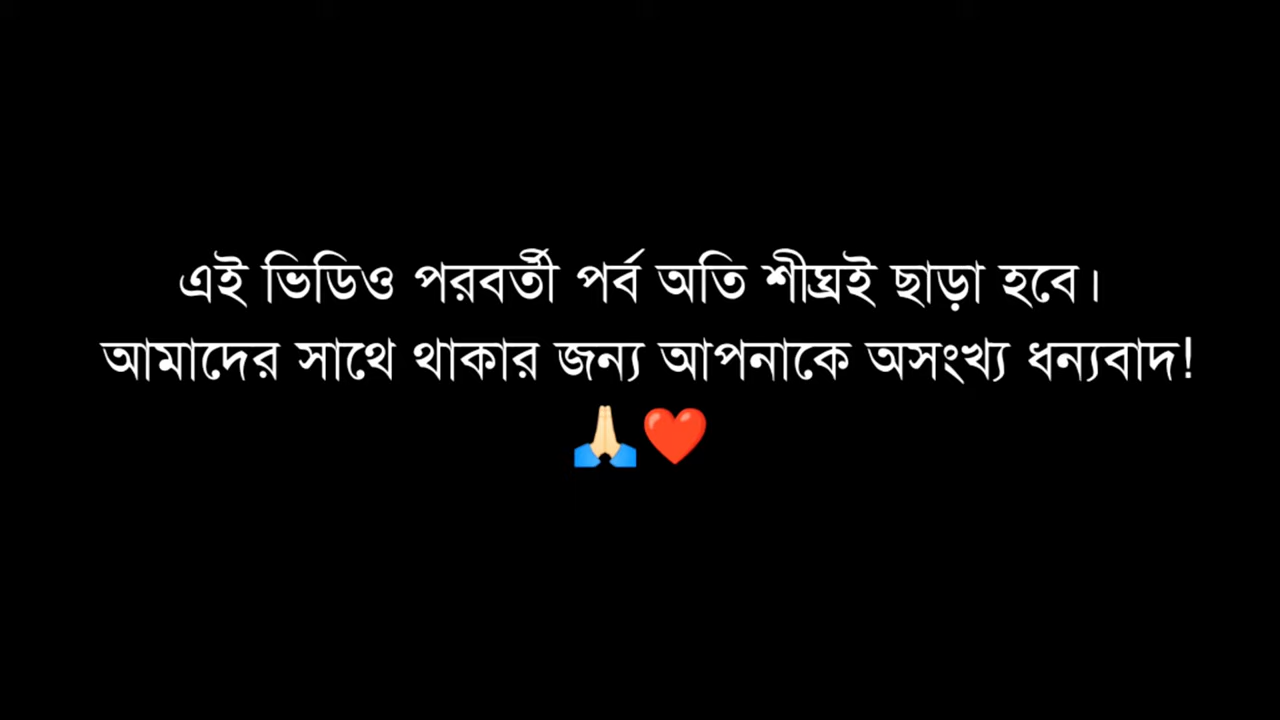 এই ভিডিও পরবর্তী পর্ব অতি শীঘ্রই ছাড়া হবে।
আমাদের সাথে থাকার জন্য আপনাকে অসংখ্য ধন্যবাদ!
🙏🏻❤️